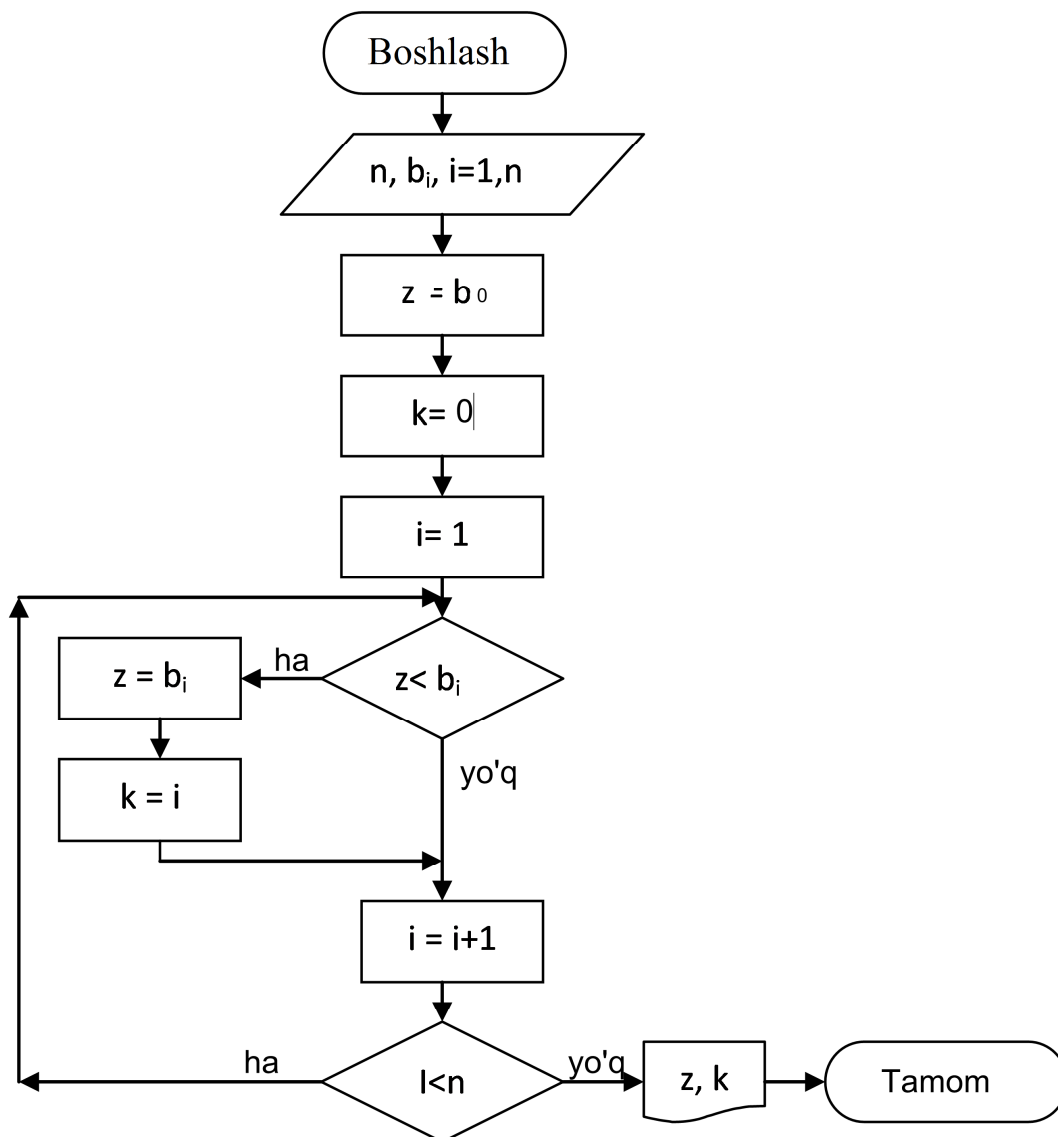 Boshlash
n, bᵢ, i=1,n
z = b₀
k= 0
i= 1
z< bᵢ
ha
z = bᵢ
k = i
yo'q
i = i+1
I<n
ha
yo'q
z, k
Tamom